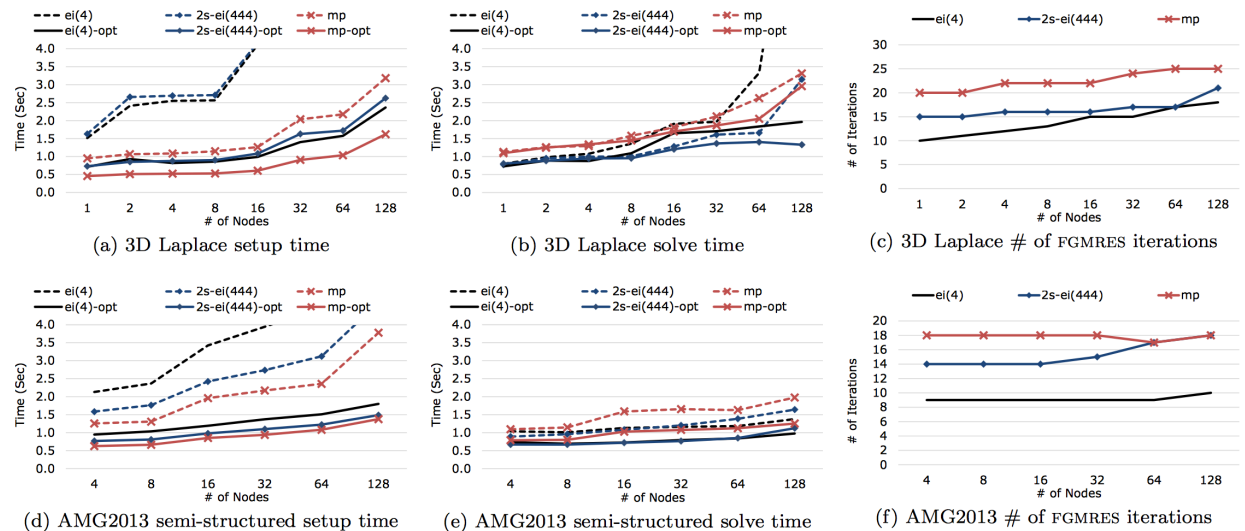 ei(4) 2s-ei(444) mp
ei(4)-opt 2s-ei(444)-opt mp-opt
4.0
3.5
3.0
2.5
2.0
1.5
1.0
0.5
0.0
Time (Sec)
1 2 4 8 16 32 64 128
# of Nodes
(a) 3D Laplace setup time
ei(4) 2s-ei(444) mp
ei(4)-opt 2s-ei(444)-opt mp-opt
4.0
3.5
3.0
2.5
2.0
1.5
1.0
0.5
0.0
Time (Sec)
1 2 4 8 16 32 64 128
# of Nodes
(b) 3D Laplace solve time
ei(4) 2s-ei(444) mp
30
25
20
15
10
5
0
# of Iterations
1 2 4 8 16 32 64 128
# of Nodes
(c) 3D Laplace # of FGMRES iterations
ei(4) 2s-ei(444) mp
ei(4)-opt 2s-ei(444)-opt mp-opt
4.0
3.5
3.0
2.5
2.0
1.5
1.0
0.5
0.0
Time (Sec)
4 8 16 32 64 128
# of Nodes
(d) AMG2013 semi-structured setup time
ei(4) 2s-ei(444) mp
ei(4)-opt 2s-ei(444)-opt mp-opt
4.0
3.5
3.0
2.5
2.0
1.5
1.0
0.5
0.0
Time (Sec)
4 8 16 32 64 128
# of Nodes
(e) AMG2013 semi-structured solve time
ei(4) 2s-ei(444) mp
20
18
16
14
12
10
8
6
4
2
0
# of Iterations
4 8 16 32 64 128
# of Nodes
(f) AMG2013 # of FGMRES iterations